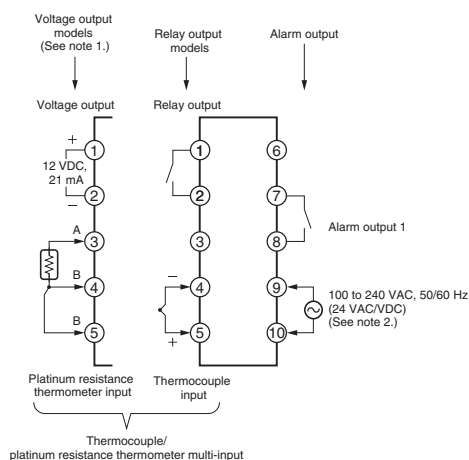 Voltage output
models
(See note 1.)
Relay output
models
Alarm output
Voltage output
Relay output
+
12 VDC,
21 mA
−
1
2
A
3
B
4
B
5
1
2
3
−
4
+
5
6
7
8
Alarm output 1
9
10
100 to 240 VAC, 50/60 Hz
(24 VAC/VDC)
(See note 2.)
Platinum resistance
thermometer input
Thermocouple
input
Thermocouple/
platinum resistance thermometer multi-input